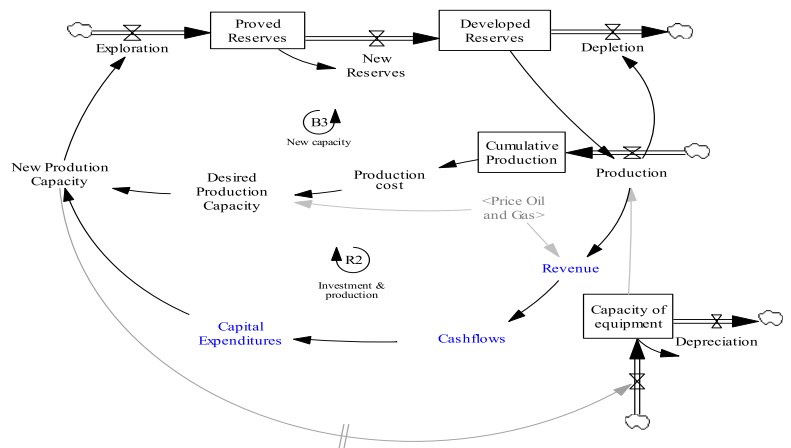 Proved
Reserves
Developed
Reserves
Exploration
New
Reserves
Depletion
B3
New capacity
Cumulative
Production
Production
New Prodution
Capacity
Desired
Production
Capacity
Production
cost
<Price Oil
and Gas>
R2
Investment &
production
Revenue
Capacity of
equipment
Capital
Expenditures
Cashflows
Depreciation